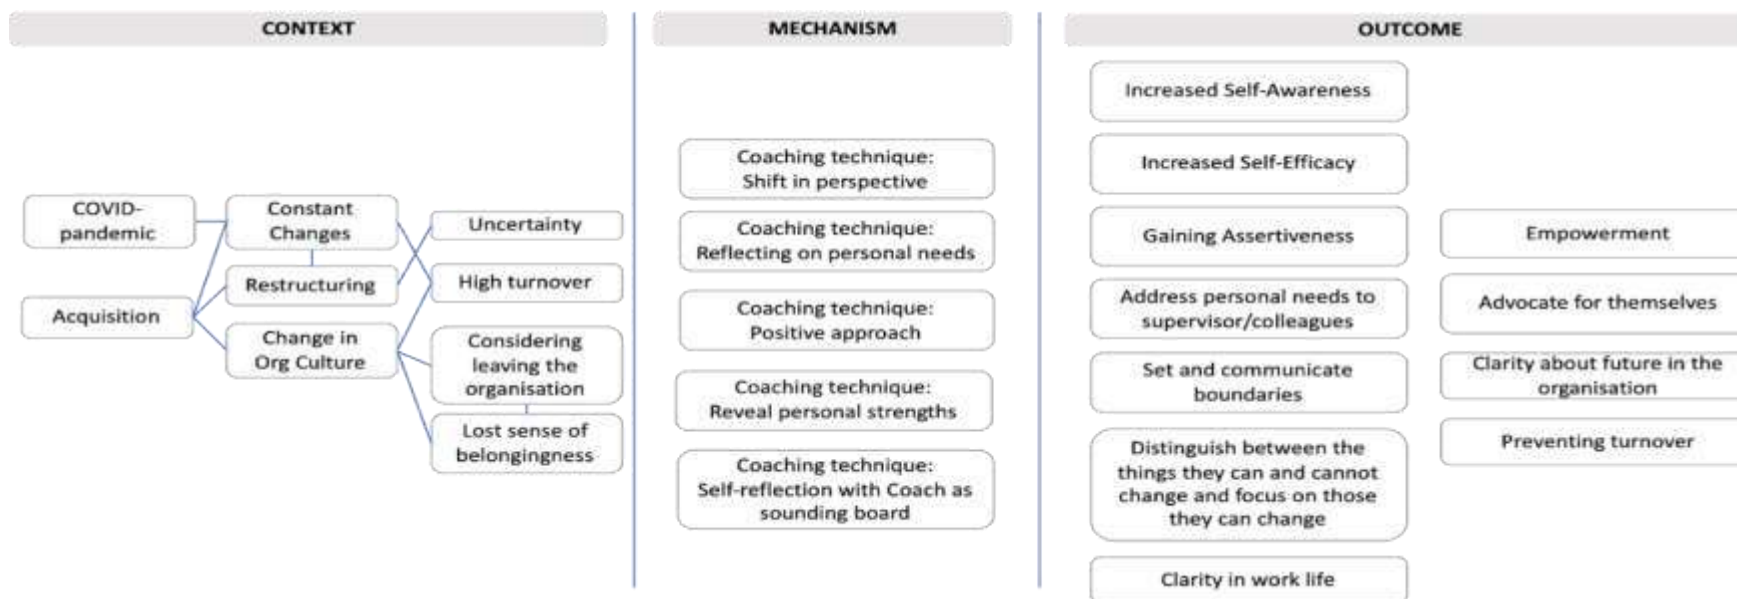 CONTEXT
COVID-
pandemic
Acquisition
Constant
Changes
Restructuring
Change in
Org Culture
Uncertainty
High turnover
Considering
leaving the
organisation
Lost sense of
belongingness
MECHANISM
Coaching technique:
Shift in perspective
Coaching technique:
Reflecting on personal needs
Coaching technique:
Positive approach
Coaching technique:
Reveal personal strengths
Coaching technique:
Self-reflection with Coach as
sounding board
OUTCOME
Increased Self-Awareness
Increased Self-Efficacy
Gaining Assertiveness
Address personal needs to
supervisor/colleagues
Set and communicate
boundaries
Distinguish between the
things they can and cannot
change and focus on those
they can change
Clarity in work life
Empowerment
Advocate for themselves
Clarity about future in the
organisation
Preventing turnover